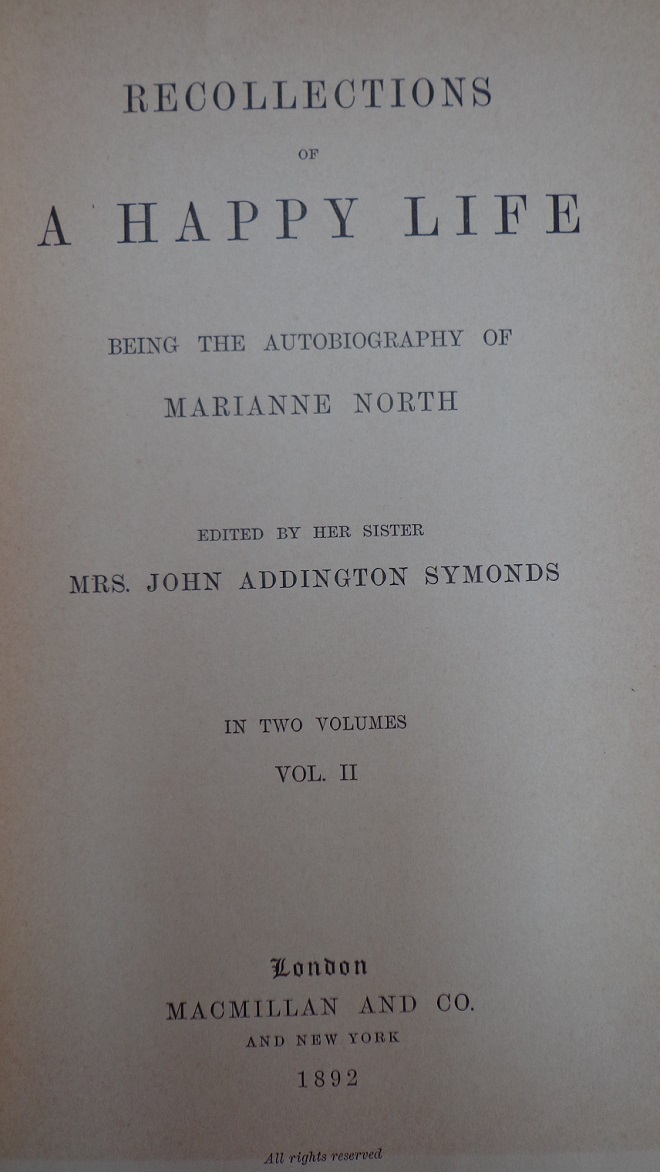 RECOLLECTIONS
OF
A HAPPY LIFE
BEING THE AUTOBIOGRAPHY OF
MARIANNE NORTH
EDITED BY HER SISTER
MRS. JOHN ADDINGTON SYMONDS
IN TWO VOLUMES
VOL. II
London
MACMILLAN AND CO.
AND NEW YORK
1892
All rights reserved